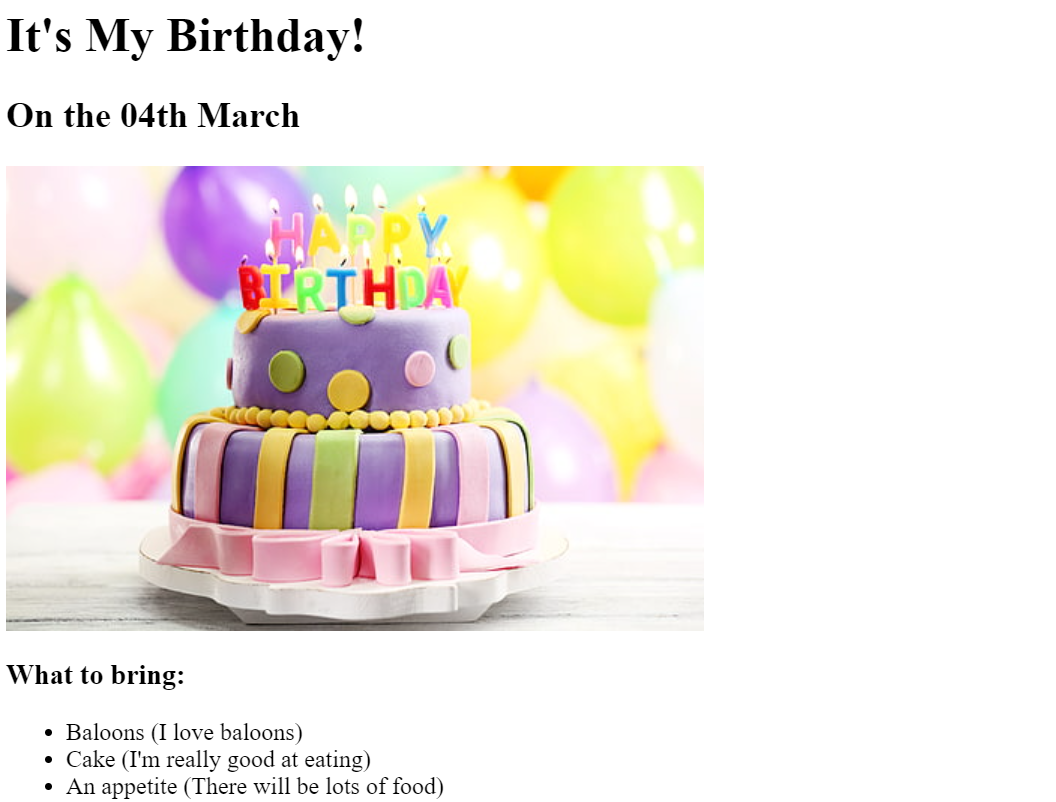 It's My Birthday!
On the 04th March
HAPPY
BIRTHDAY
What to bring:
Baloons (I love baloons)
Cake (I'm really good at eating)
An appetite (There will be lots of food)